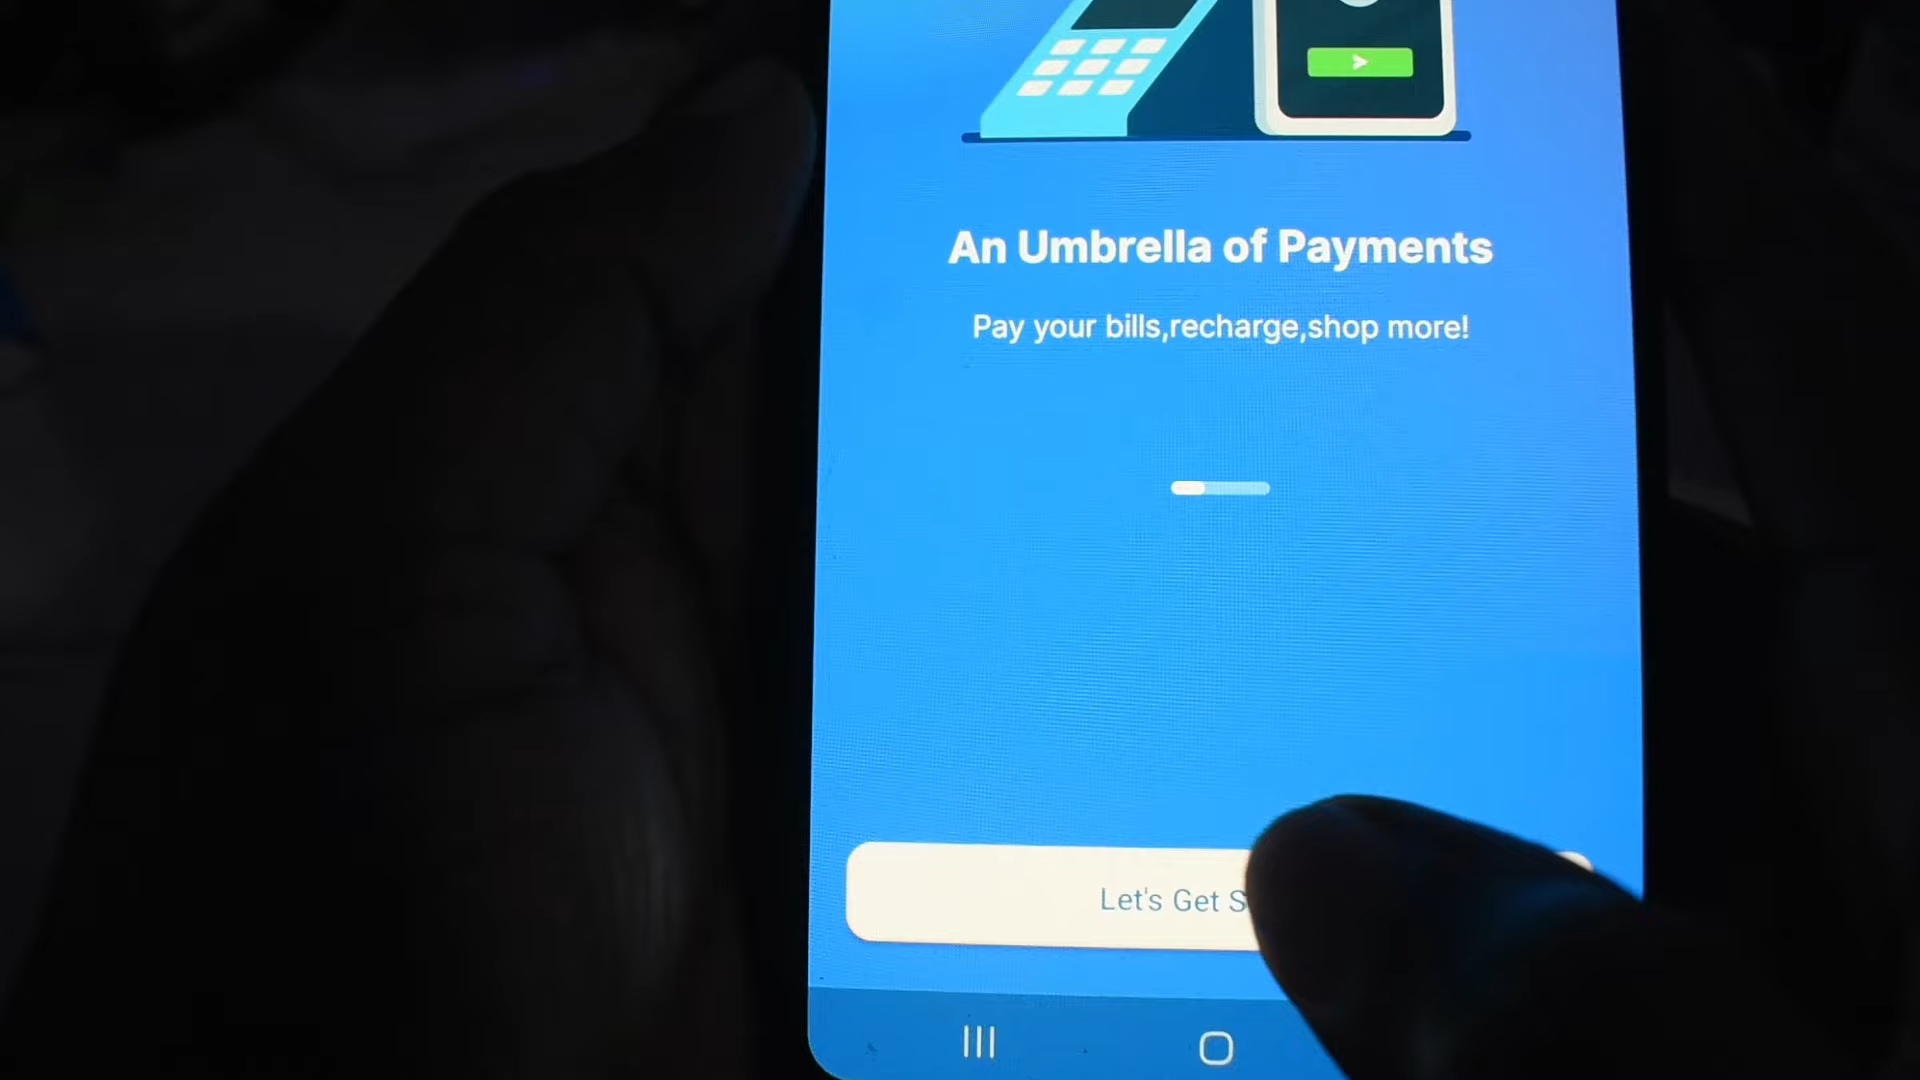 An Umbrella of Payments
Pay your bills,recharge,shop more!
Let's Get